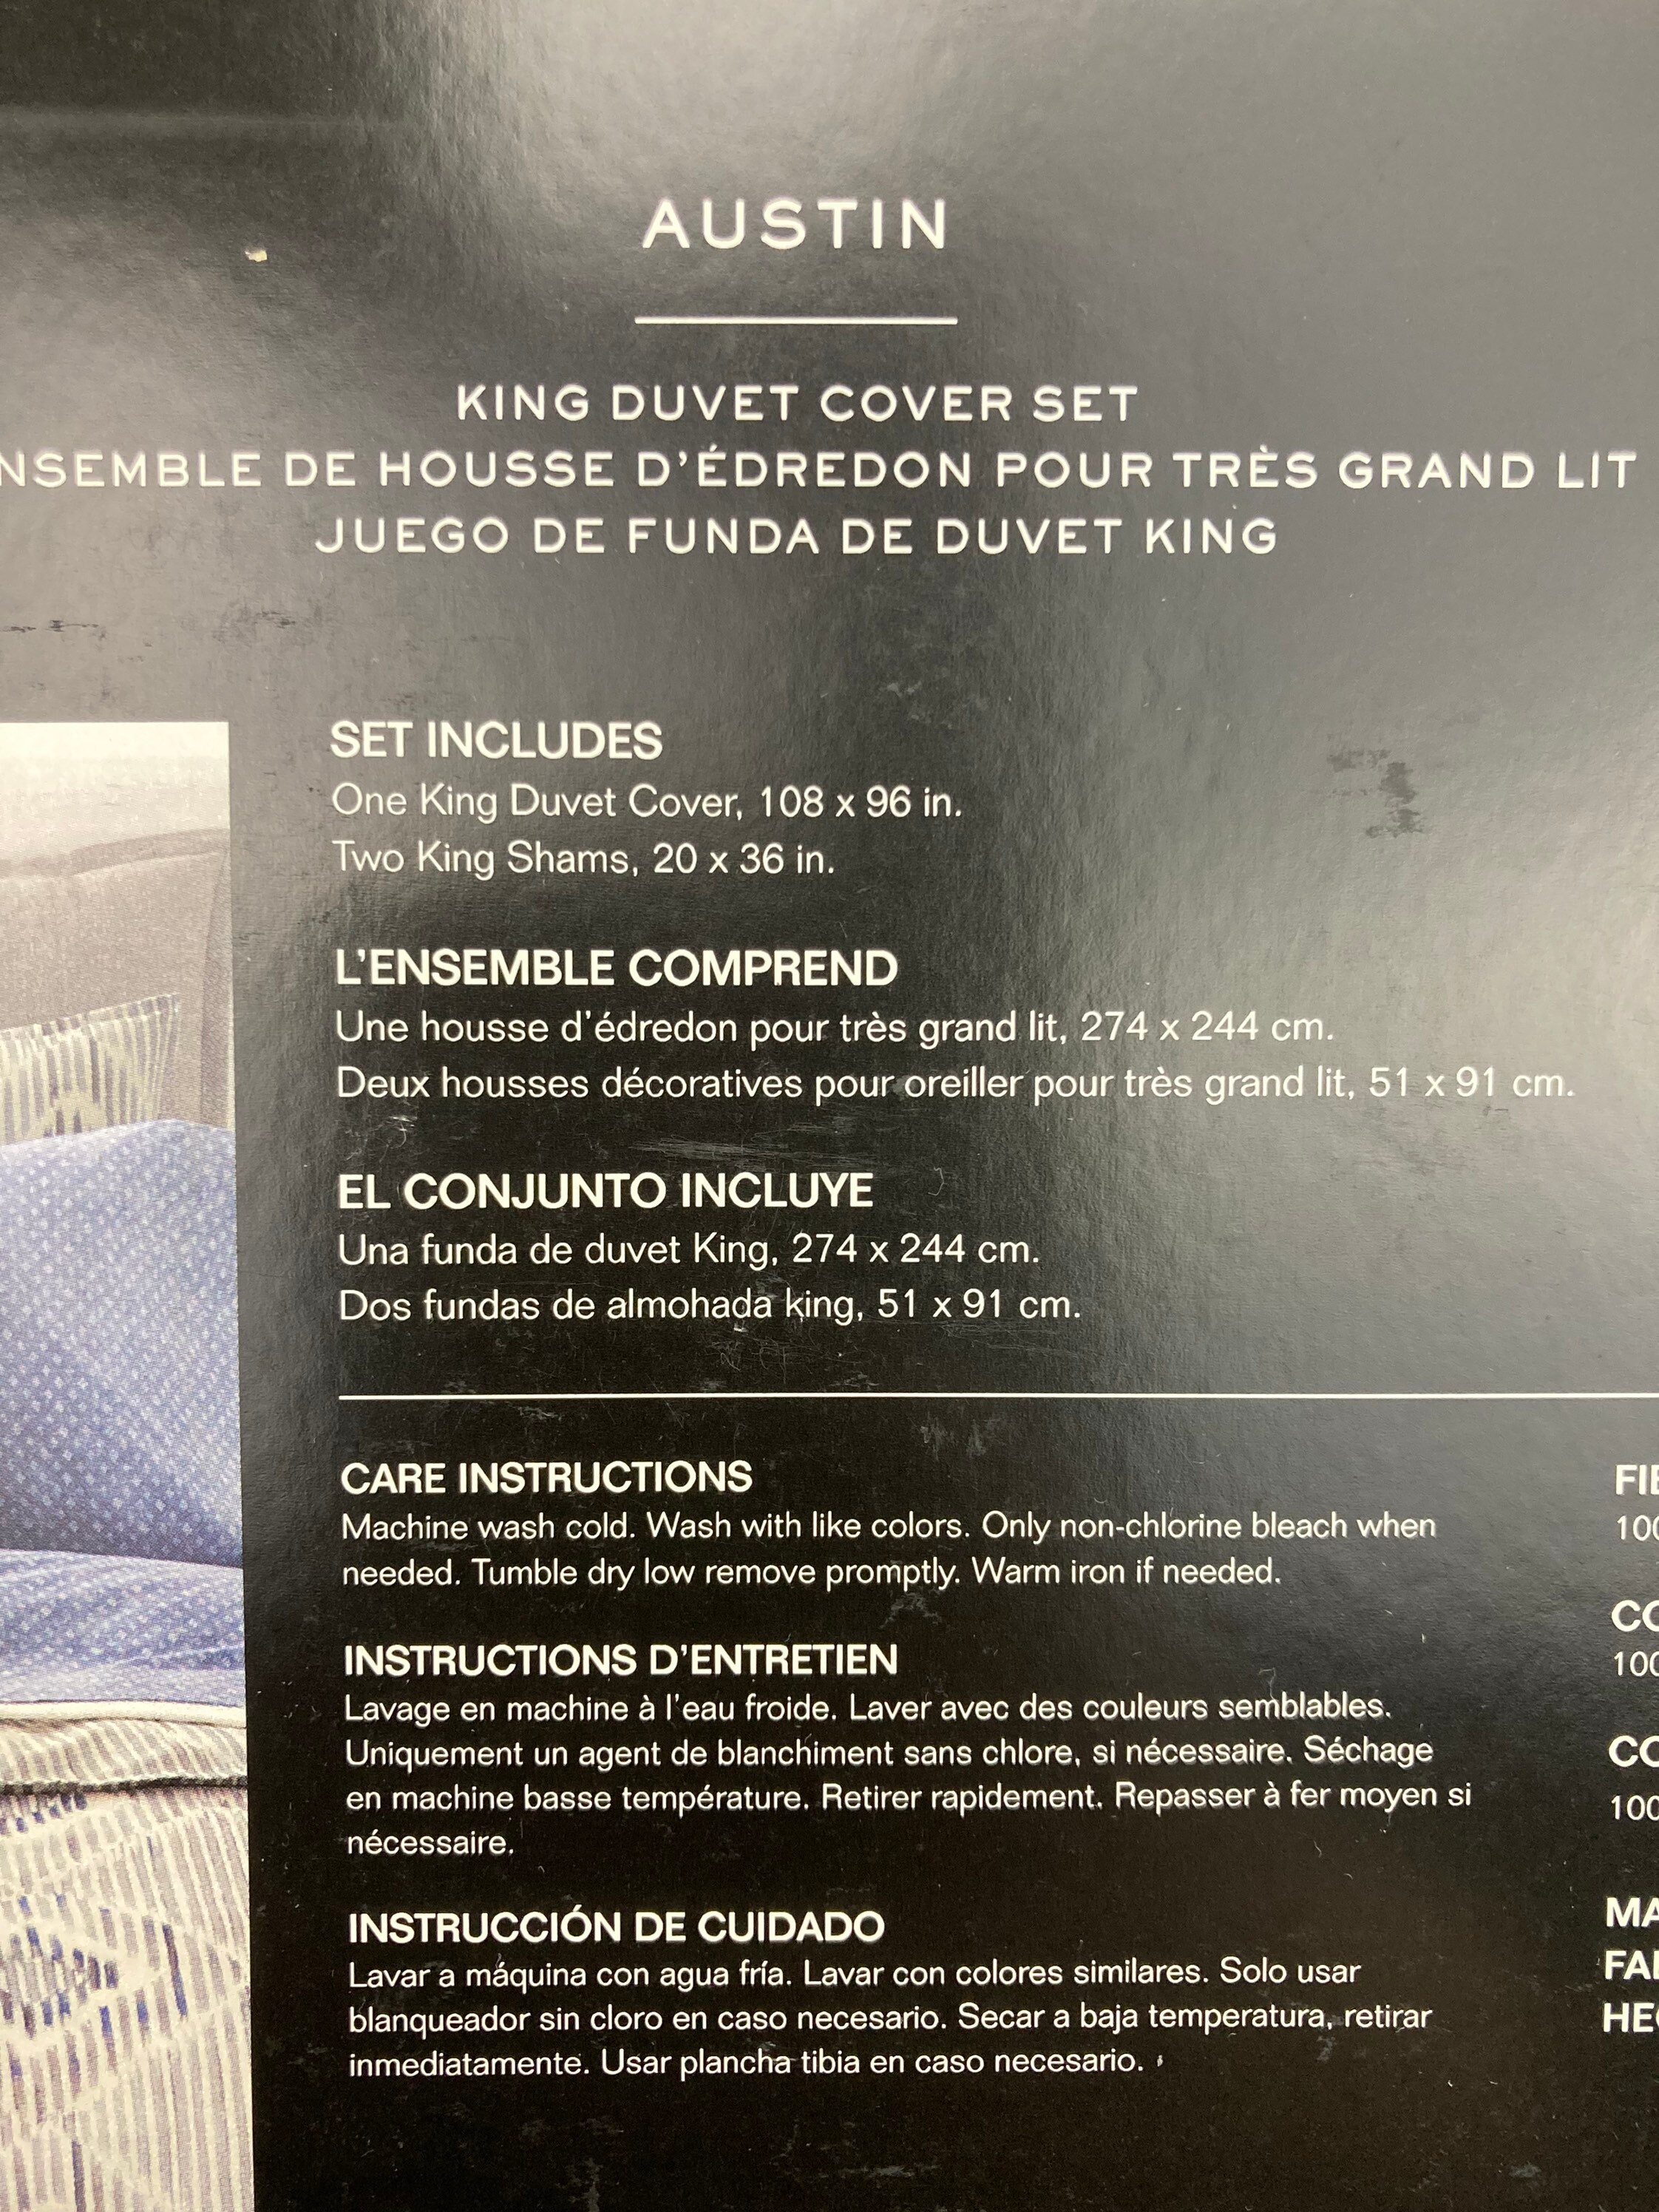 AUSTIN
KING DUVET COVER SET
NSEMBLE DE HOUSSE D'ÉDREDON POUR TRÈS GRAND LIT
JUEGO DE FUNDA DE DUVET KING
SET INCLUDES
One King Duvet Cover, 108 x 96 in.
Two King Shams, 20 x 36 in.
L'ENSEMBLE COMPREND
Une housse d'édredon pour très grand lit, 274 x 244 cm.
Deux housses décoratives pour oreiller pour très grand lit, 51 x 91 cm.
EL CONJUNTO INCLUYE
Una funda de duvet King, 274 x 244 cm.
Dos fundas de almohada king, 51 x 91 cm.
CARE INSTRUCTIONS
Machine wash cold. Wash with like colors. Only non-chlorine bleach when
needed. Tumble dry low remove promptly. Warm iron if needed.
INSTRUCTIONS D'ENTRETIEN
Lavage en machine à l'eau froide. Laver avec des couleurs semblables.
Uniquement un agent de blanchiment sans chlore, si nécessaire. Séchage
en machine basse température. Retirer rapidement. Repasser à fer moyen si
nécessaire.
INSTRUCCIÓN DE CUIDADO
Lavar a máquina con agua fría. Lavar con colores similares. Solo usar
blanqueador sin cloro en caso necesario. Secar a baja temperatura, retirar
inmediatamente. Usar plancha tibia en caso necesario.